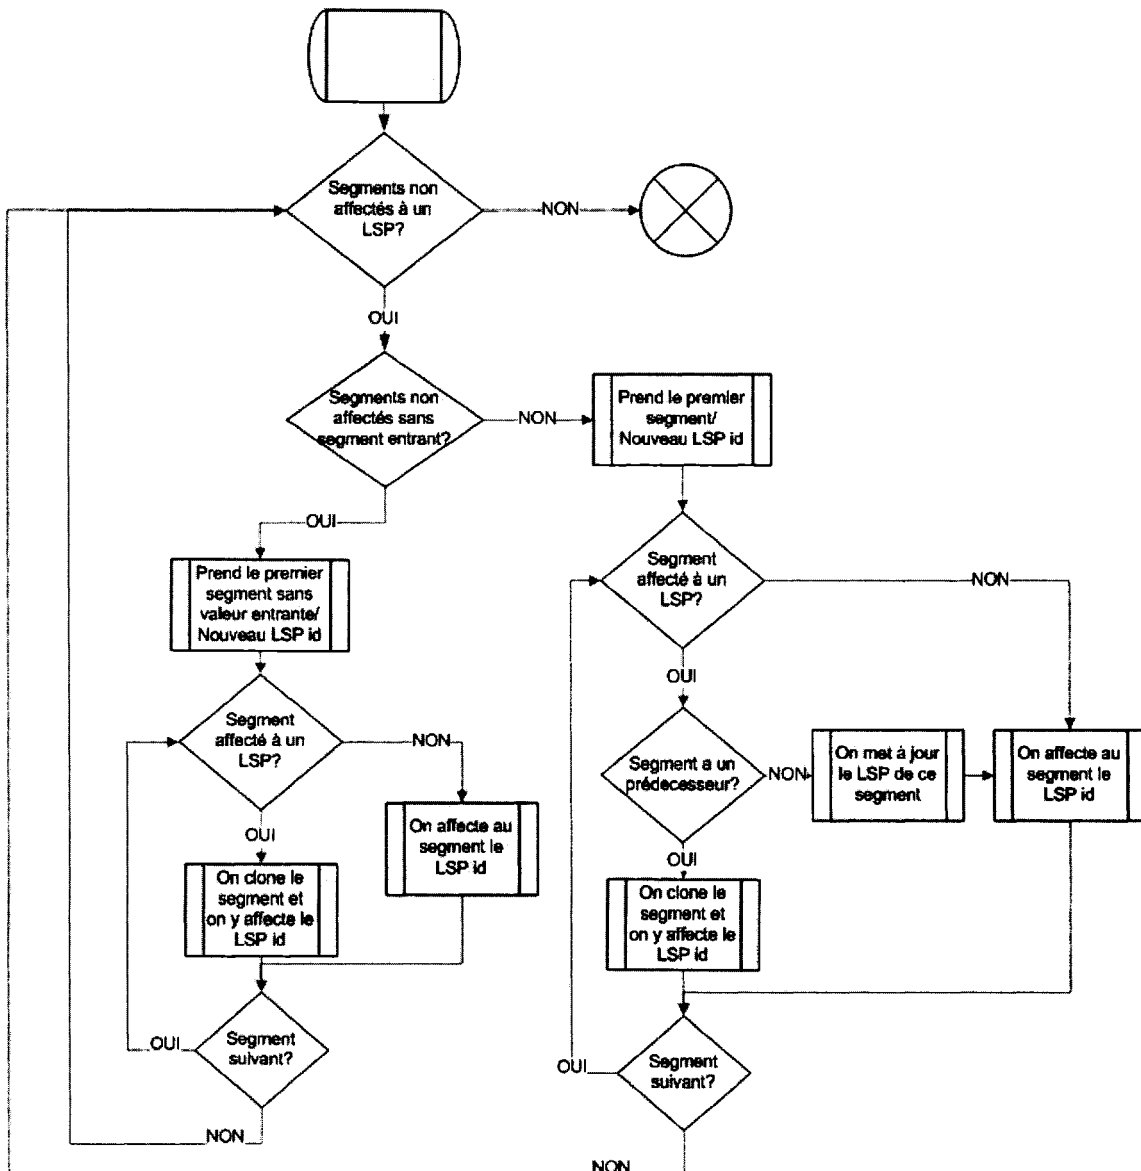 Segments non
affectés à un
LSP?
NON
OUI
Segments non
affectés sans
segment entrant?
NON
Prend le premier
segment/
Nouveau LSP id
OUI
Prend le premier
segment sans
valeur entrante/
Nouveau LSP id
Segment
affecté à un
LSP?
NON
OUI
On affecte au
segment le
LSP id
On clone le
segment et
on y affecte le
LSP id
Segment
suivant?
OUI
NON
Segment
affecté à un
LSP?
NON
OUI
Segment a un
prédecesseur?
NON
On met à jour
le LSP de ce
segment
On affecte au
segment le
LSP id
OUI
On clone le
segment et
on y affecte le
LSP id
Segment
suivant?
OUI
NON